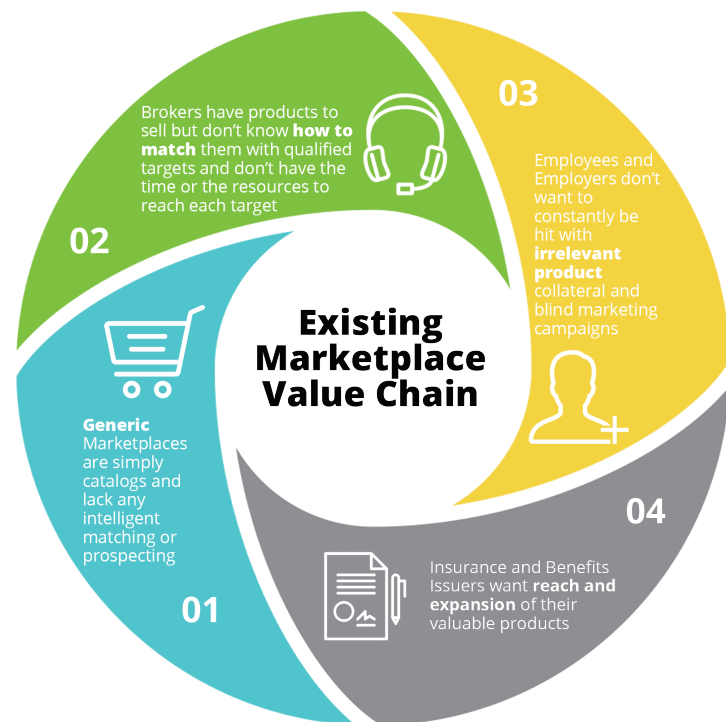 Existing
Marketplace
Value Chain
Generic
Marketplaces
are simply
catalogs and
lack any
intelligent
matching or
prospecting
01
02
Brokers have products to
sell but don’t know how to
match them with qualified
targets and don’t have the
time or the resources to
reach each target
03
Employees and
Employers don’t
want to
constantly be
hit with
irrelevant
product
collateral and
blind marketing
campaigns
04
Insurance and Benefits
Issuers want reach and
expansion of their
valuable products